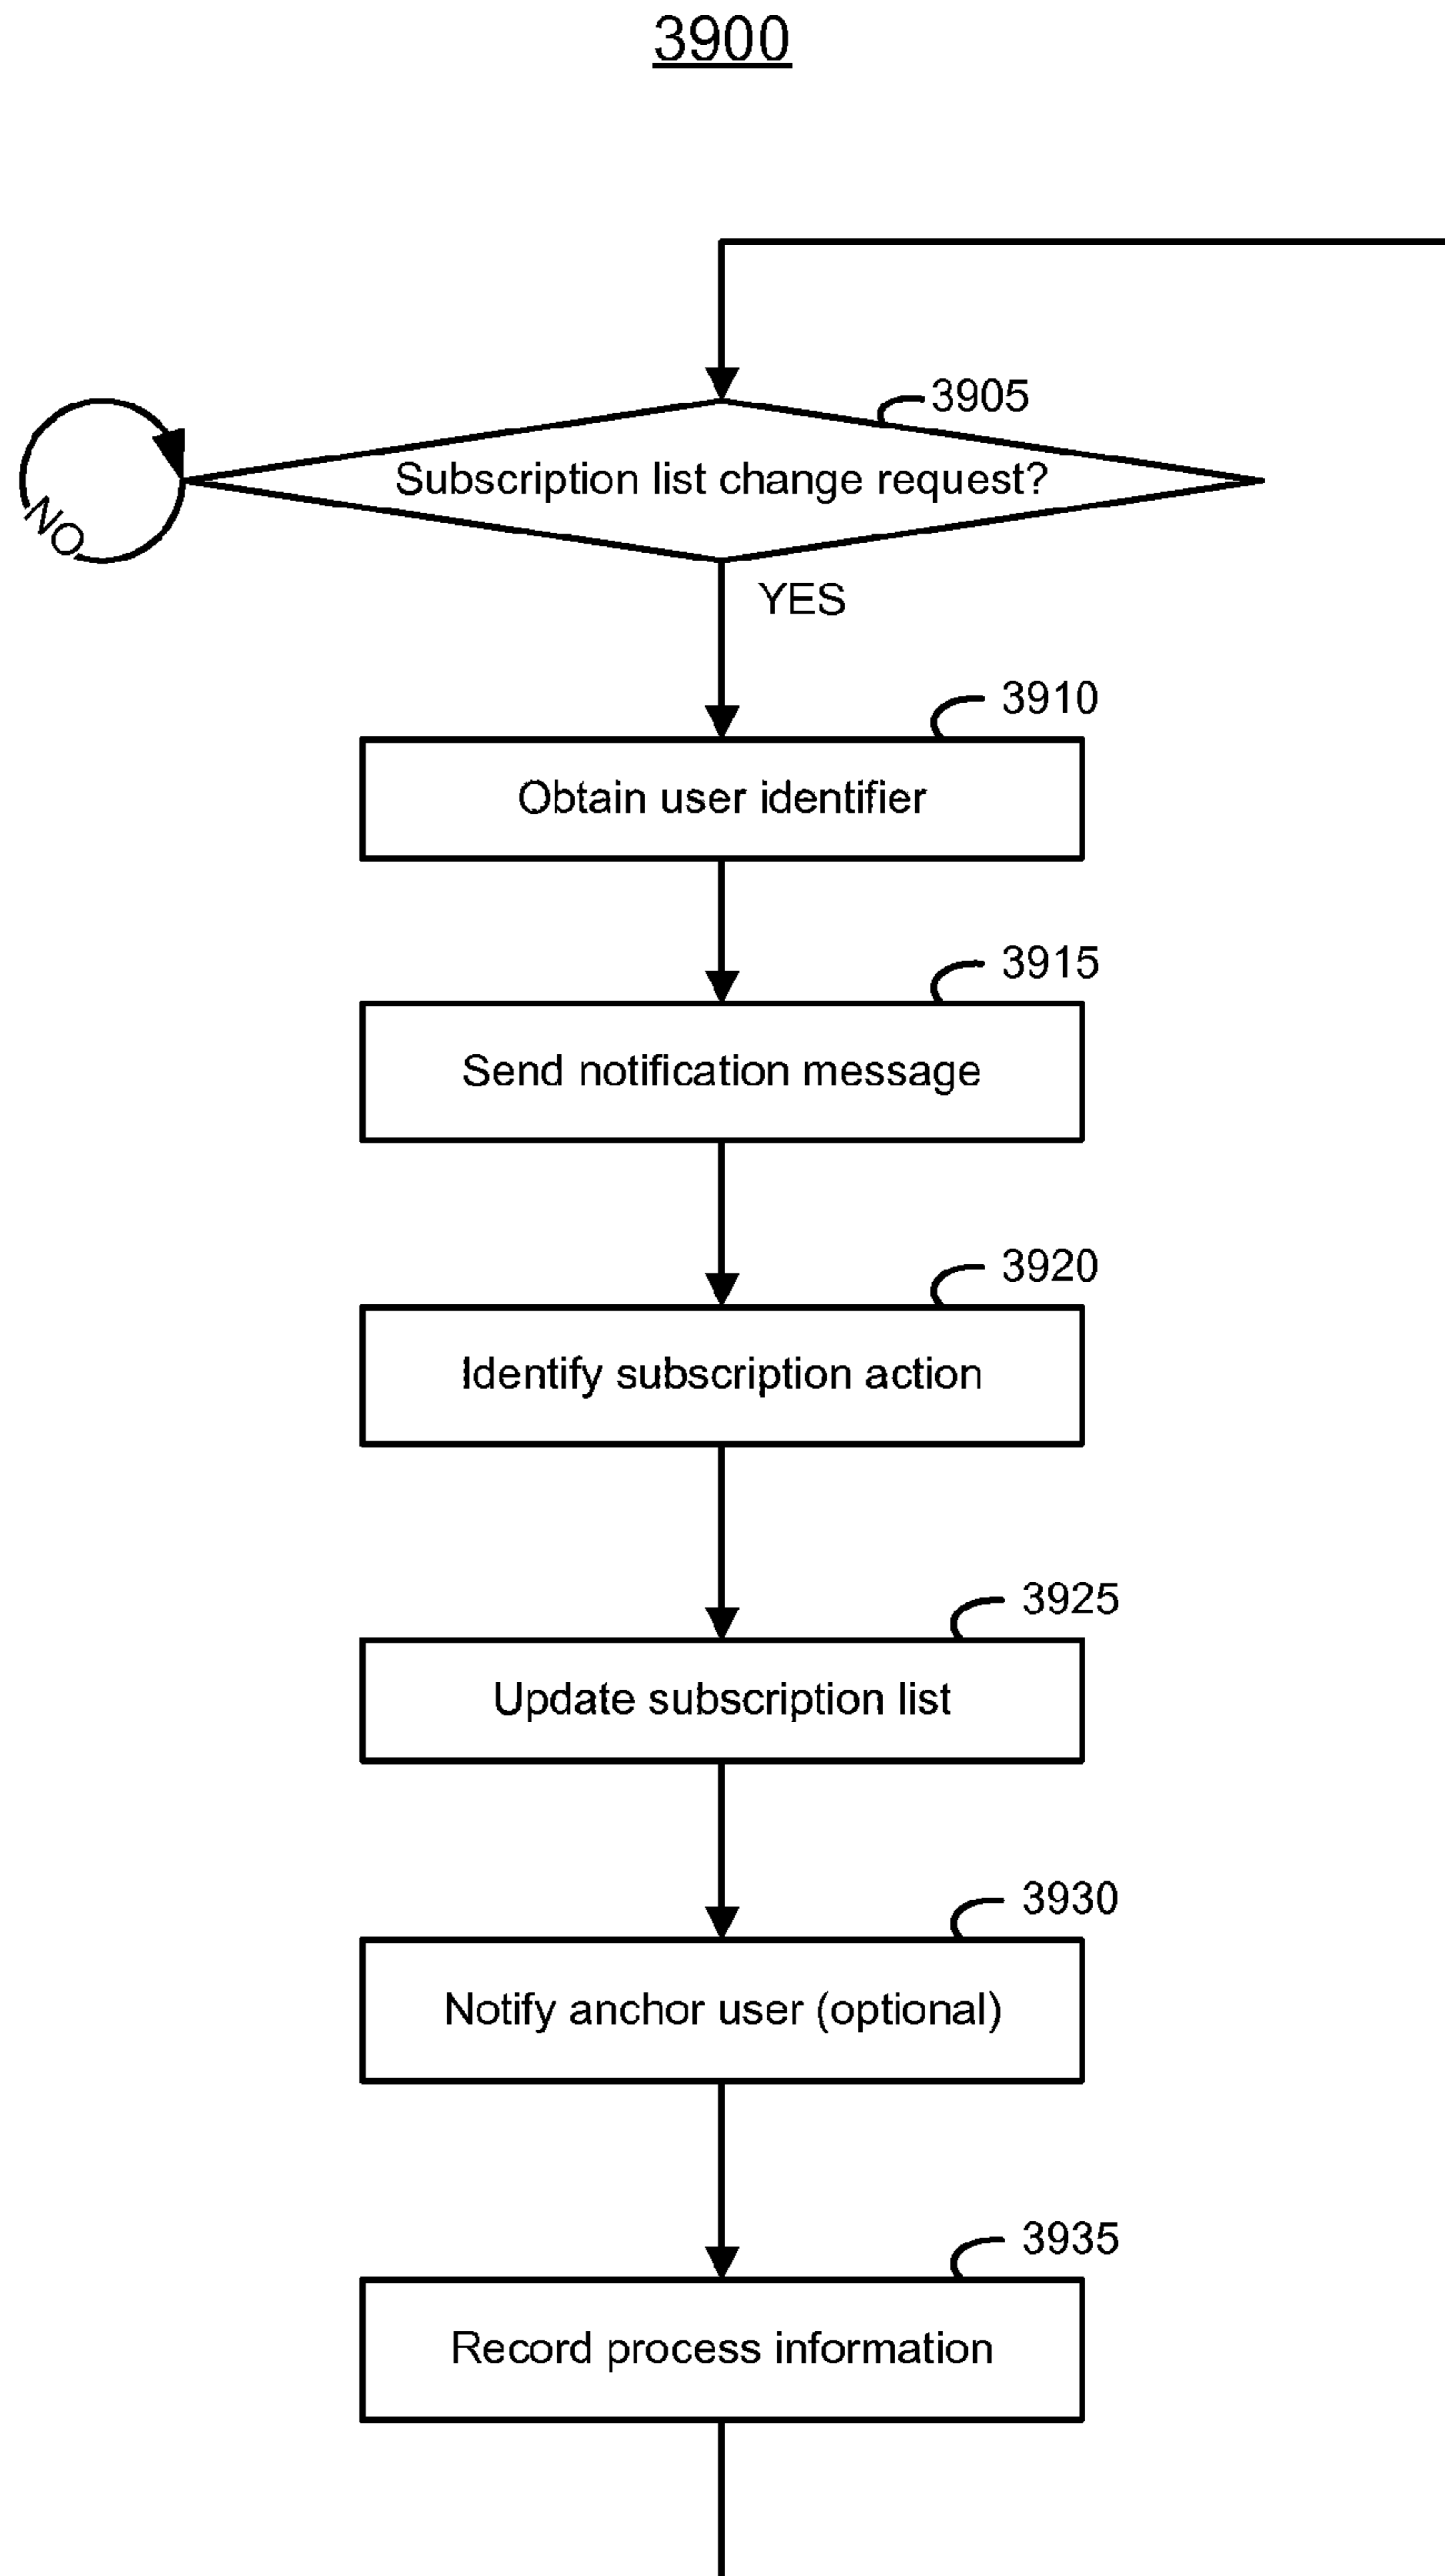 3900
3905
Subscription list change request?
NO
YES
3910
Obtain user identifier
3915
Send notification message
3920
Identify subscription action
3925
Update subscription list
3930
Notify anchor user (optional)
3935
Record process information